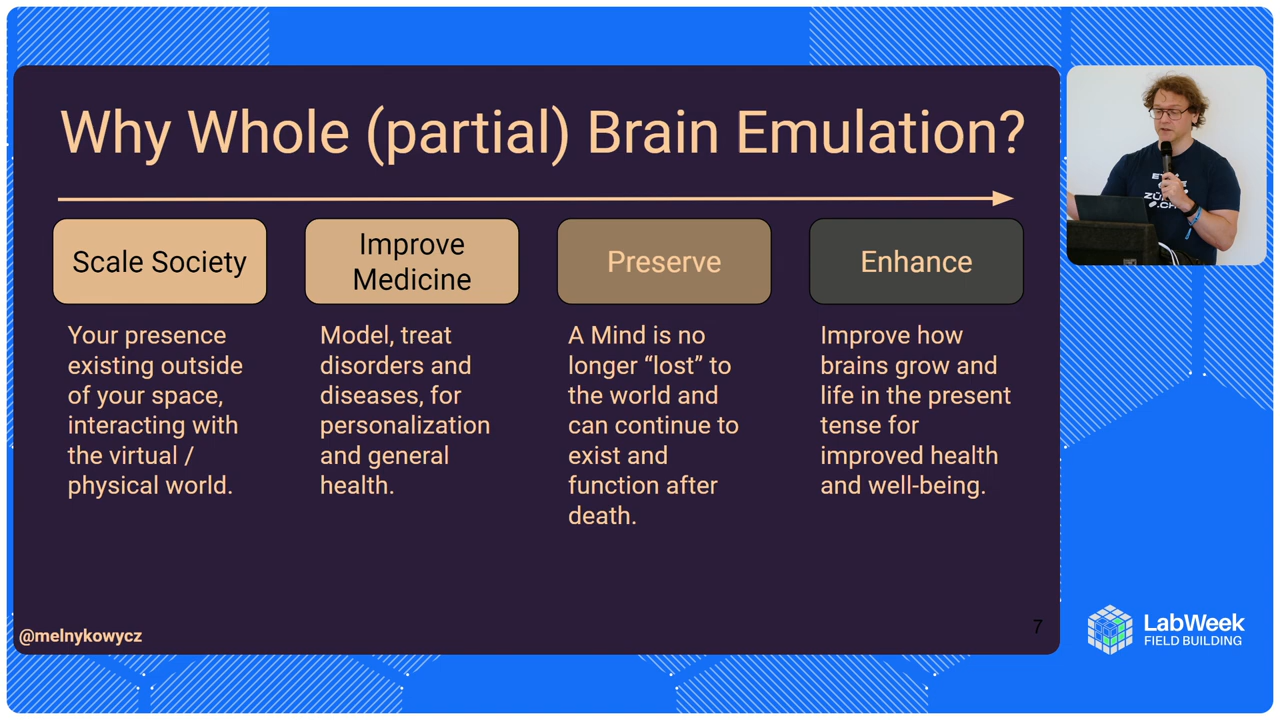 Why Whole (partial) Brain Emulation?
Scale Society
Improve
Medicine
Preserve
Enhance
Your presence
existing outside
of your space,
interacting with
the virtual /
physical world.
Model, treat
disorders and
diseases, for
personalization
and general
health.
A Mind is no
longer “lost” to
the world and
can continue to
exist and
function after
death.
Improve how
brains grow and
life in the present
tense for
improved health
and well-being.
@melnykowycz
7
LabWeek
FIELD BUILDING